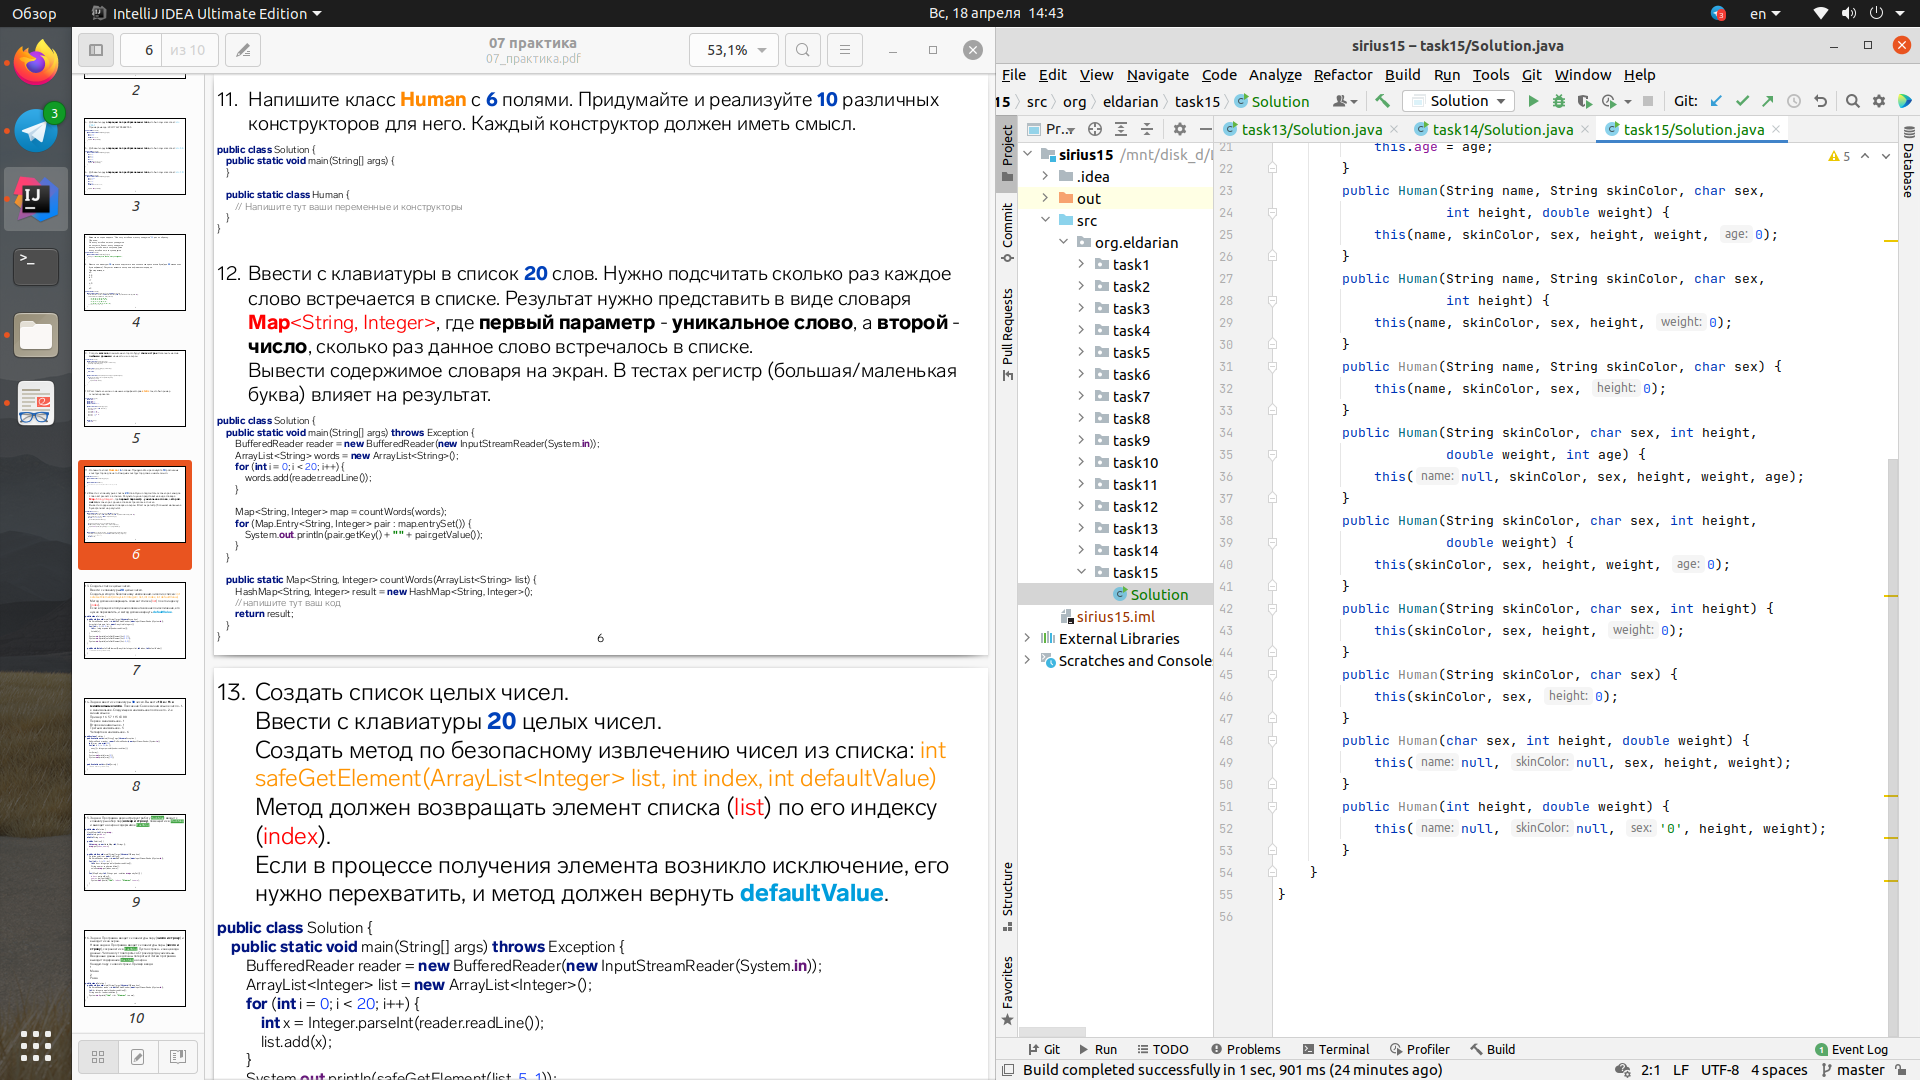 Обзор
IntelliJ IDEA Ultimate Edition
Вс, 18 апреля 14:43
en
3
3
6
из 10
07 практика
07_практика.pdf
53,1%
2
3
4
5
6
7
8
9
10
11. Напишите класс Human с 6 полями. Придумайте и реализуйте 10 различных
конструкторов для него. Каждый конструктор должен иметь смысл.
public class Solution {
public static void main(String[] args) {
}
public static class Human {
// Напишите тут ваши переменные и конструкторы
}
}
12. Ввести с клавиатуры в список 20 слов. Нужно подсчитать сколько раз каждое
слово встречается в списке. Результат нужно представить в виде словаря
Map<String, Integer>, где первый параметр - уникальное слово, а второй -
число, сколько раз данное слово встречалось в списке.
Вывести содержимое словаря на экран. В тестах регистр (большая/маленькая
буква) влияет на результат.
public class Solution {
public static void main(String[] args) throws Exception {
BufferedReader reader = new BufferedReader(new InputStreamReader(System.in));
ArrayList<String> words = new ArrayList<String>();
for (int i = 0; i < 20; i++) {
words.add(reader.readLine());
}
Map<String, Integer> map = countWords(words);
for (Map.Entry<String, Integer> pair : map.entrySet()) {
System.out.println(pair.getKey() + " " + pair.getValue());
}
}
public static Map<String, Integer> countWords(ArrayList<String> list) {
HashMap<String, Integer> result = new HashMap<String, Integer>();
//напишите тут ваш код
return result;
}
}
6
13. Создать список целых чисел.
Ввести с клавиатуры 20 целых чисел.
Создать метод по безопасному извлечению чисел из списка: int
safeGetElement(ArrayList<Integer> list, int index, int defaultValue)
Метод должен возвращать элемент списка (list) по его индексу
(index).
Если в процессе получения элемента возникло исключение, его
нужно перехватить, и метод должен вернуть defaultValue.
public class Solution {
public static void main(String[] args) throws Exception {
BufferedReader reader = new BufferedReader(new InputStreamReader(System.in));
ArrayList<Integer> list = new ArrayList<Integer>();
for (int i = 0; i < 20; i++) {
int x = Integer.parseInt(reader.readLine());
list.add(x);
}
System.out.println(safeGetElement(list, 5, 1));
sirius15 – task15/Solution.java
File Edit View Navigate Code Analyze Refactor Build Run Tools Git Window Help
15 src org eldarian task15 Solution
Solution
Git:
Pr..
task13/Solution.java
task14/Solution.java
task15/Solution.java
Project
Commit
Pull Requests
Structure
Favorites
Database
sirius15 /mnt/disk_d/
.idea
out
src
org.eldarian
task1
task2
task3
task4
task5
task6
task7
task8
task9
task10
task11
task12
task13
task14
task15
Solution
sirius15.iml
External Libraries
Scratches and Console
5
21 this.age = age;
22 }
23 public Human(String name, String skinColor, char sex,
24 int height, double weight) {
25 this(name, skinColor, sex, height, weight, age: 0);
26 }
27 public Human(String name, String skinColor, char sex,
28 int height) {
29 this(name, skinColor, sex, height, weight: 0);
30 }
31 public Human(String name, String skinColor, char sex) {
32 this(name, skinColor, sex, height: 0);
33 }
34 public Human(String skinColor, char sex, int height,
35 double weight, int age) {
36 this( name: null, skinColor, sex, height, weight, age);
37 }
38 public Human(String skinColor, char sex, int height,
39 double weight) {
40 this(skinColor, sex, height, weight, age: 0);
41 }
42 public Human(String skinColor, char sex, int height) {
43 this(skinColor, sex, height, weight: 0);
44 }
45 public Human(String skinColor, char sex) {
46 this(skinColor, sex, height: 0);
47 }
48 public Human(char sex, int height, double weight) {
49 this( name: null, skinColor: null, sex, height, weight);
50 }
51 public Human(int height, double weight) {
52 this( name: null, skinColor: null, sex: '0', height, weight);
53 }
54 }
55 }
56
Git Run TODO Problems Terminal Profiler Build
1 Event Log
Build completed successfully in 1 sec, 901 ms (24 minutes ago)
2:1 LF UTF-8 4 spaces master